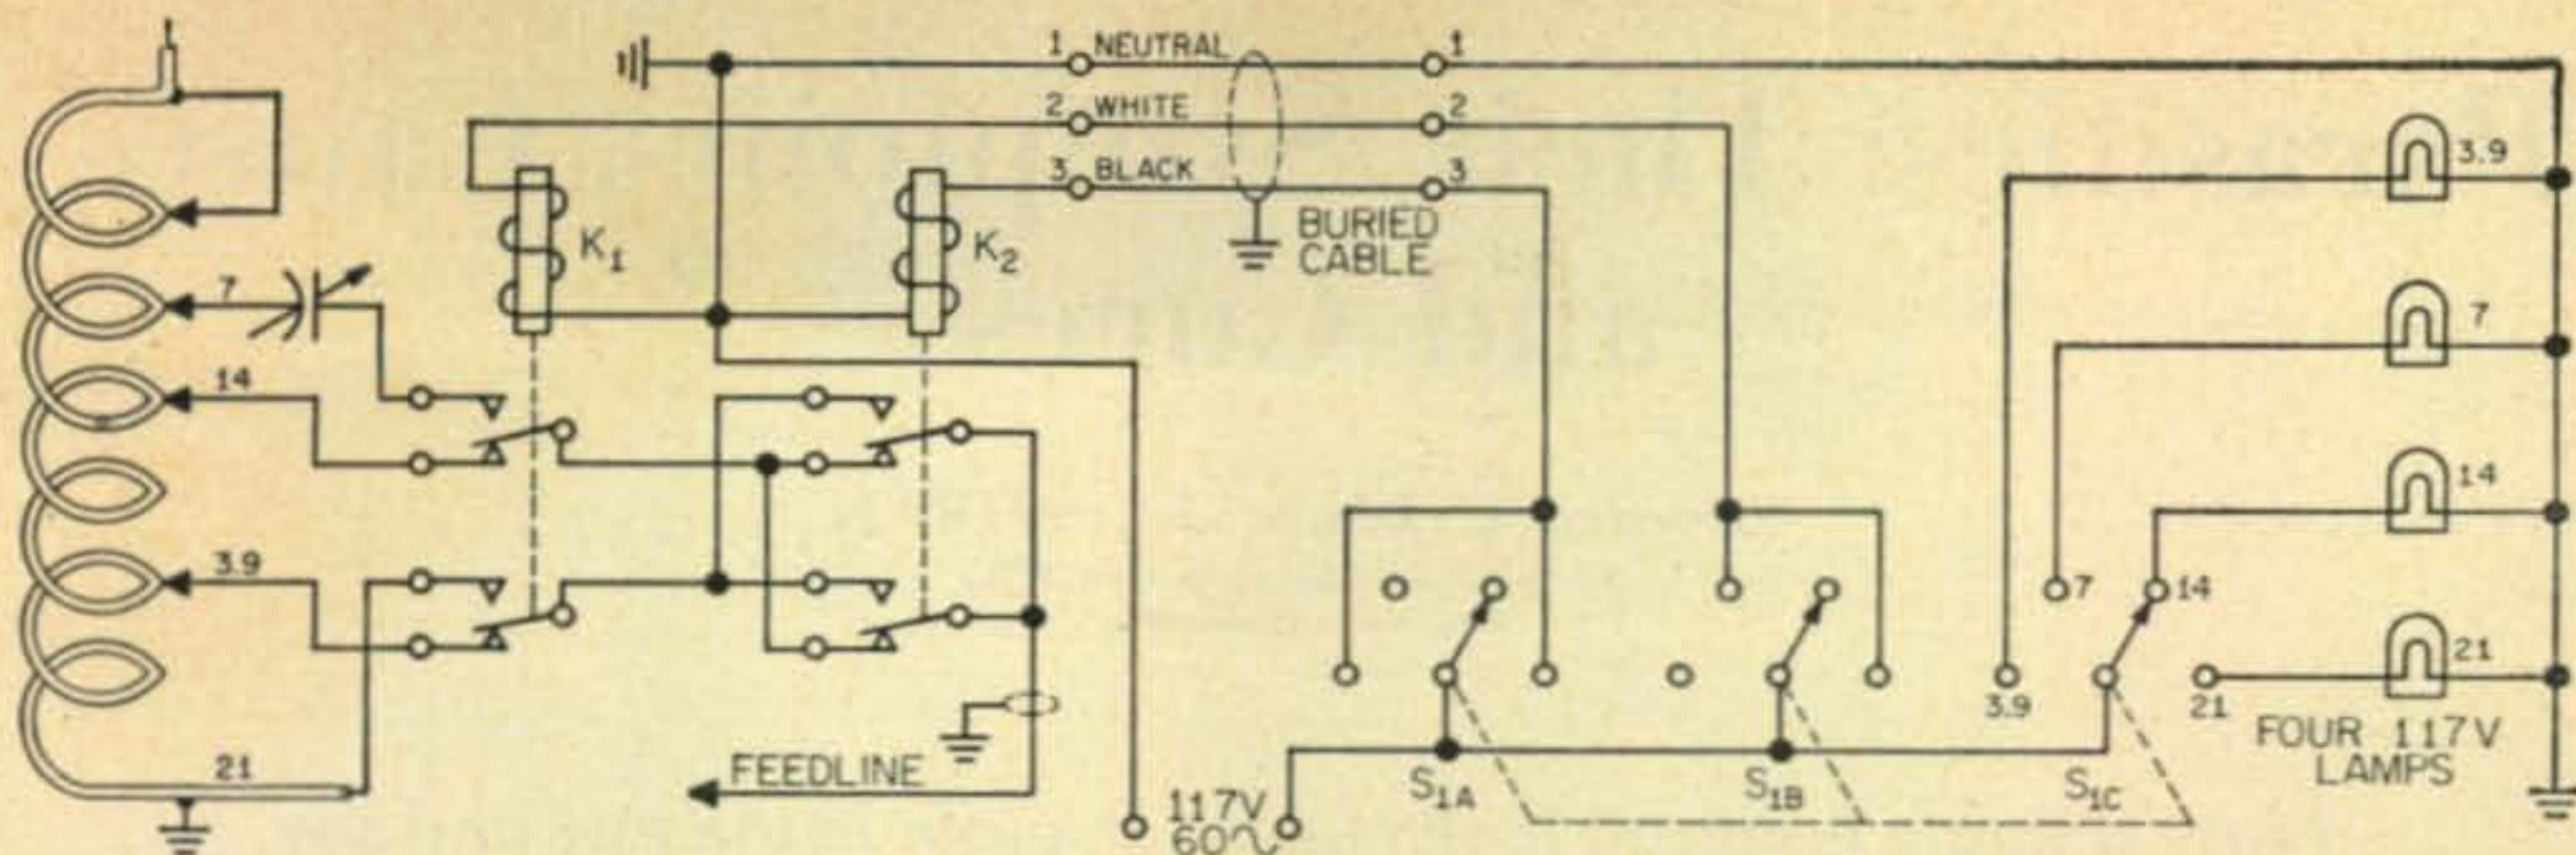 1 NEUTRAL 1
2 WHITE 2
3 BLACK 3
BURIED
CABLE
K1
K2
7
14
3.9
21
FEEDLINE
117V
60~
S1A
S1B
S1C
7
14
3.9
21
3.9
7
14
21
FOUR 117V
LAMPS